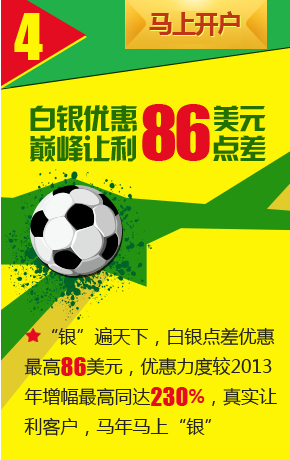 4
马上开户
白银优惠86美元
巅峰让利 点差
★“银”遍天下，白银点差优惠
最高86美元，优惠力度较2013
年增幅最高同达230%，真实让
利客户，马年马上“银”